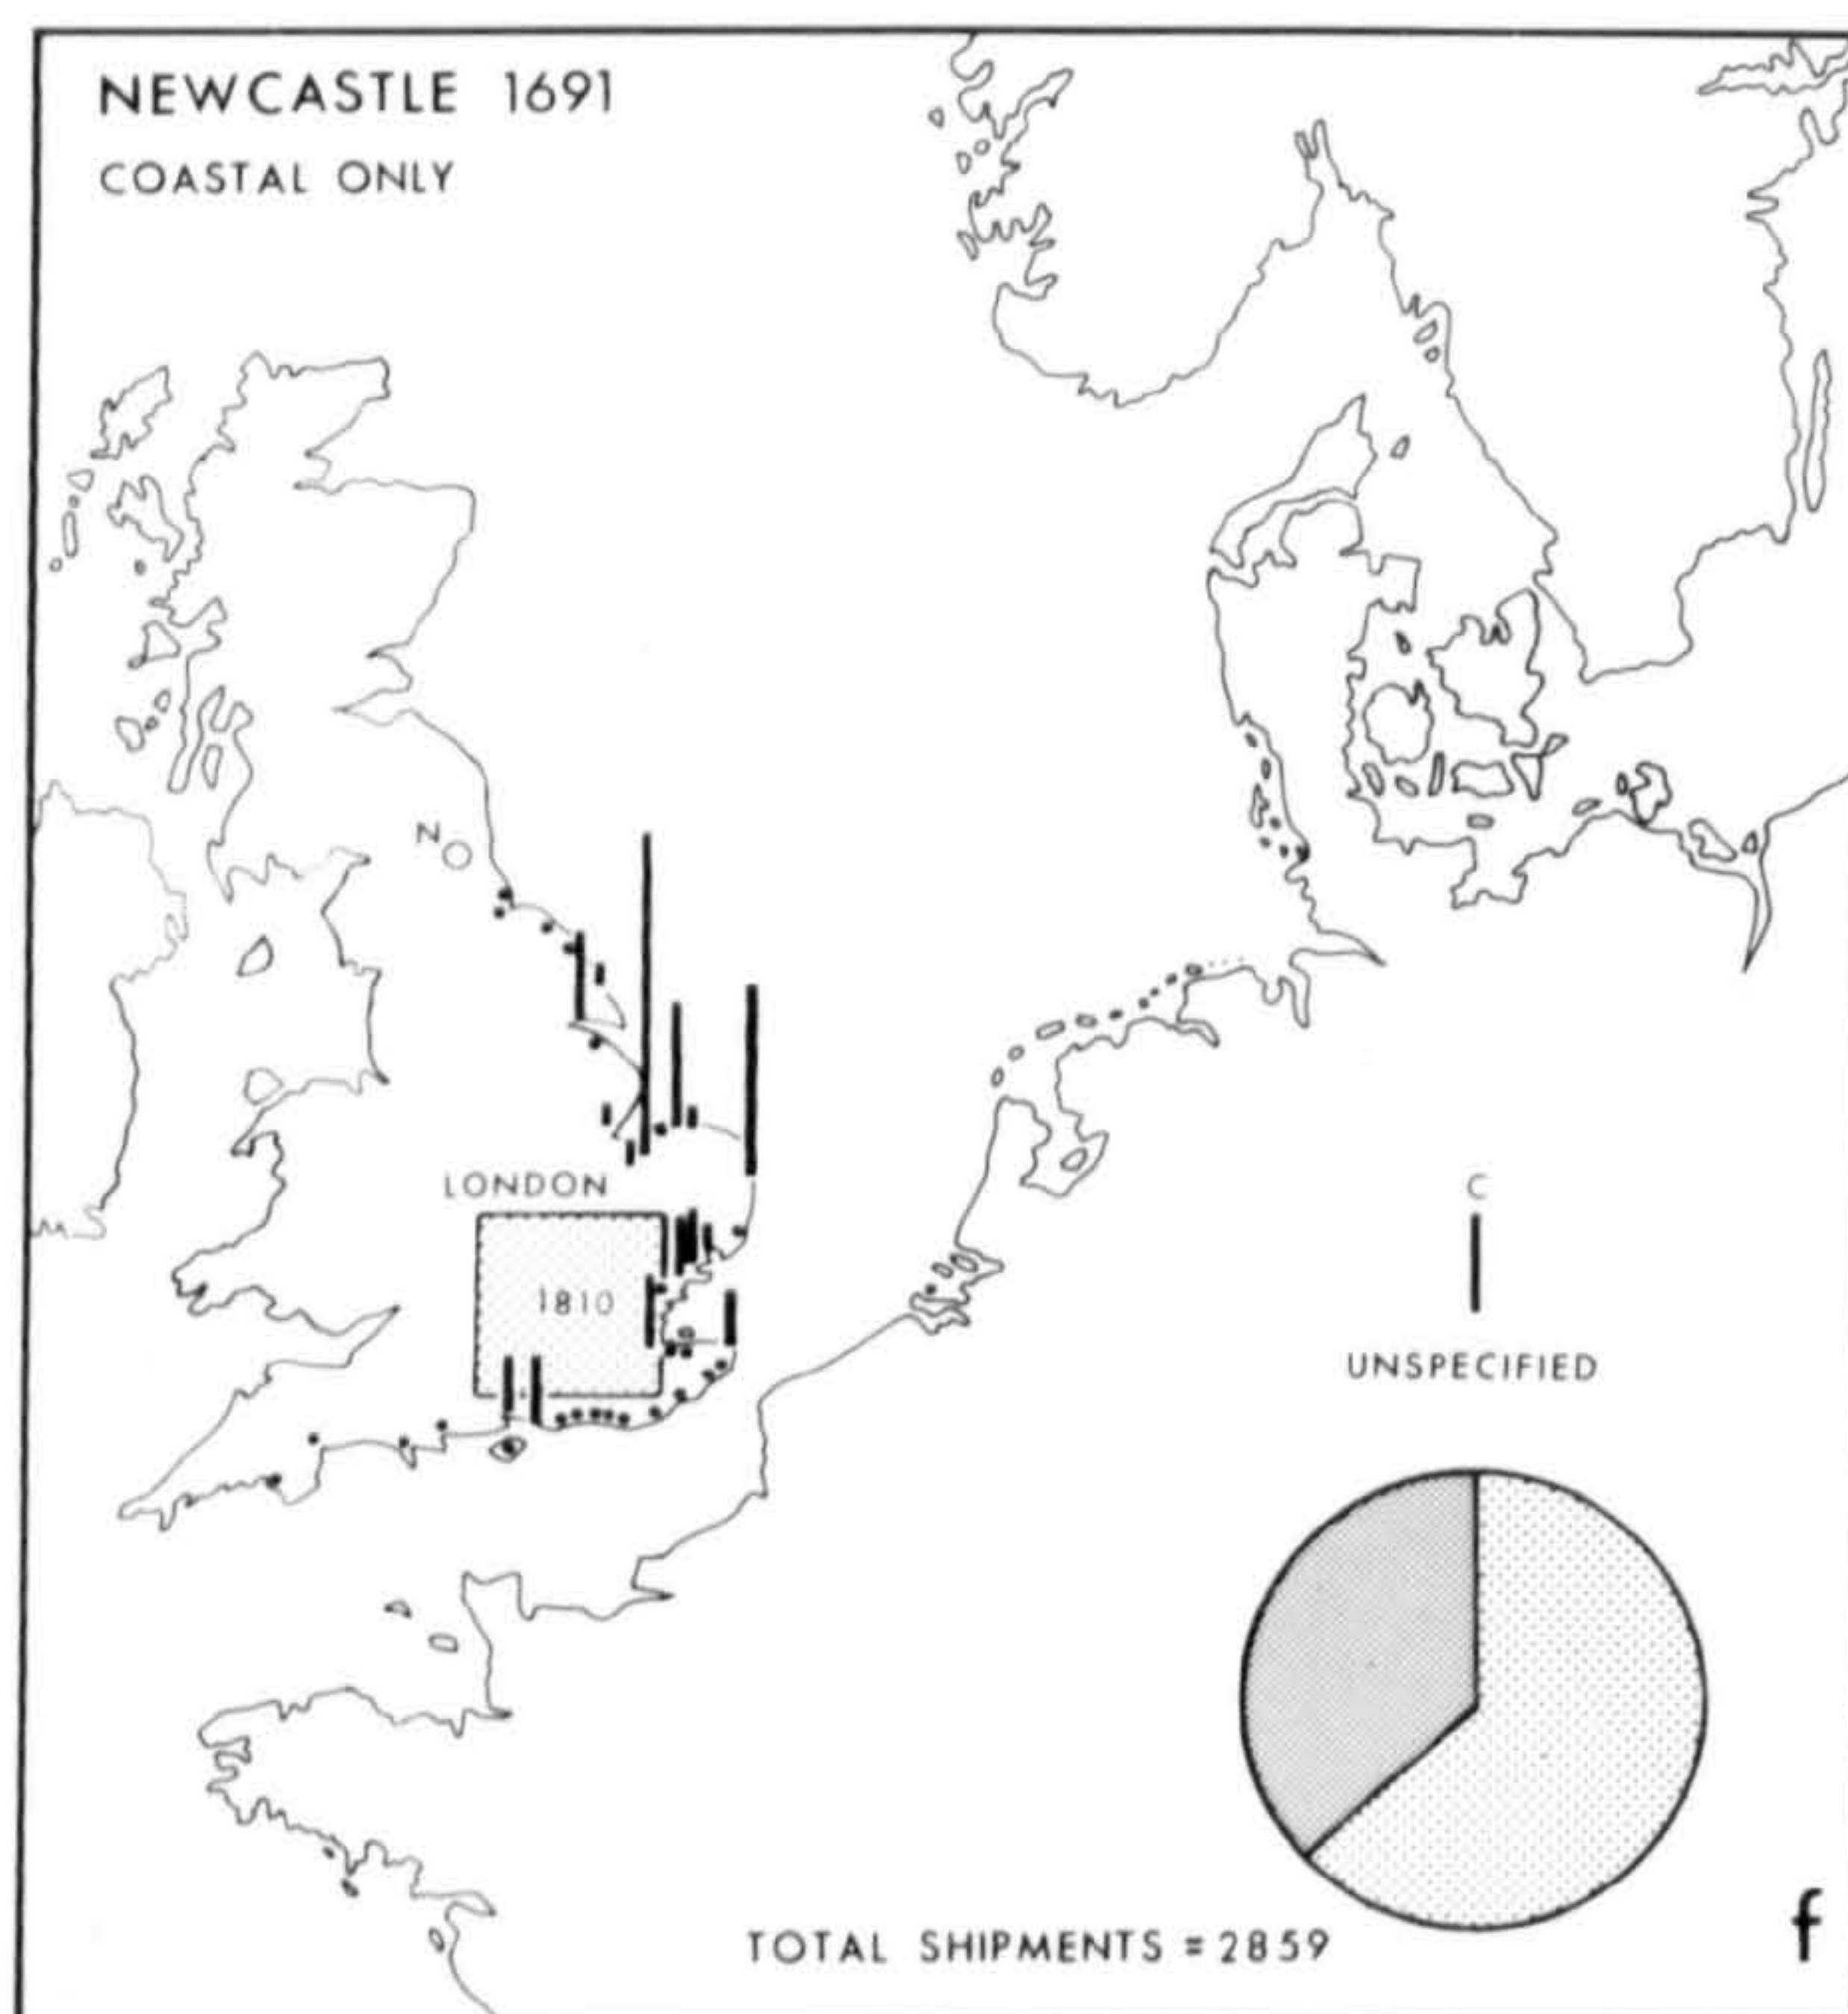 NEWCASTLE 1691
COASTAL ONLY
N
LONDON
1810
C
UNSPECIFIED
TOTAL SHIPMENTS = 2859
f